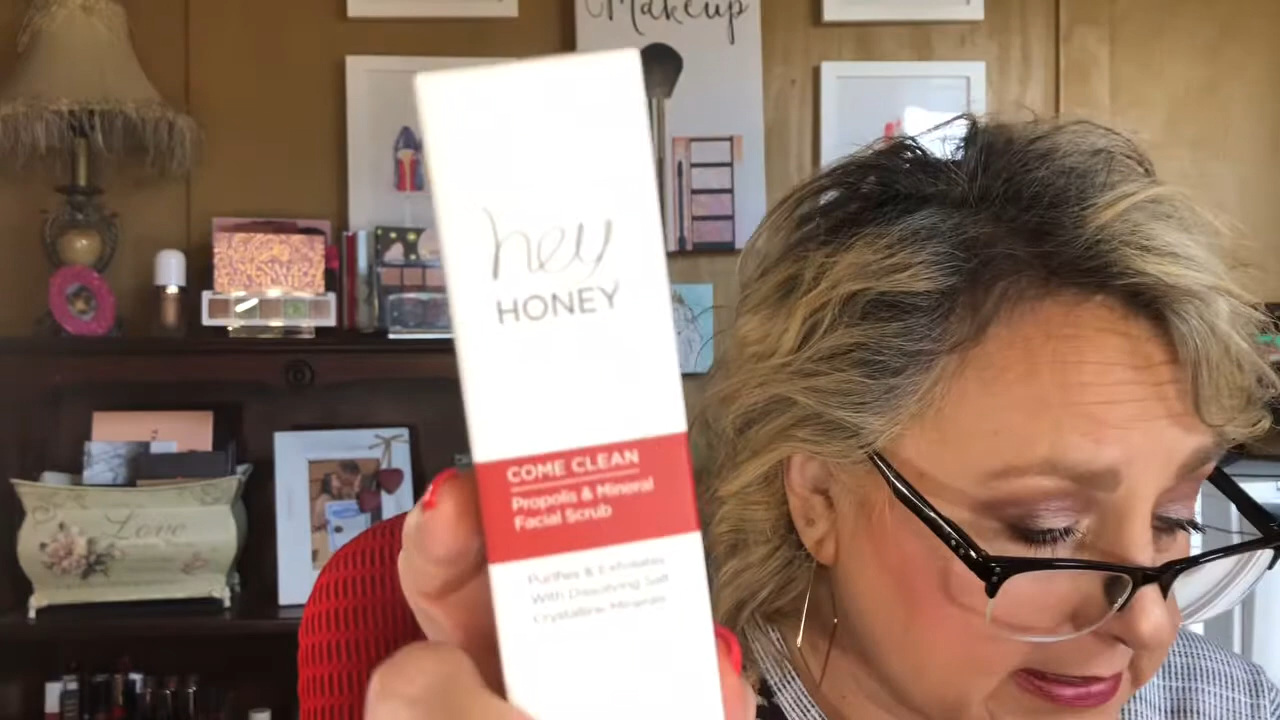 Makeup
hey
HONEY
COME CLEAN
Propolis & Mineral
Facial Scrub
Purifies & Exfoliates
With Dissolving Salt
Crystalline Minerals
Love